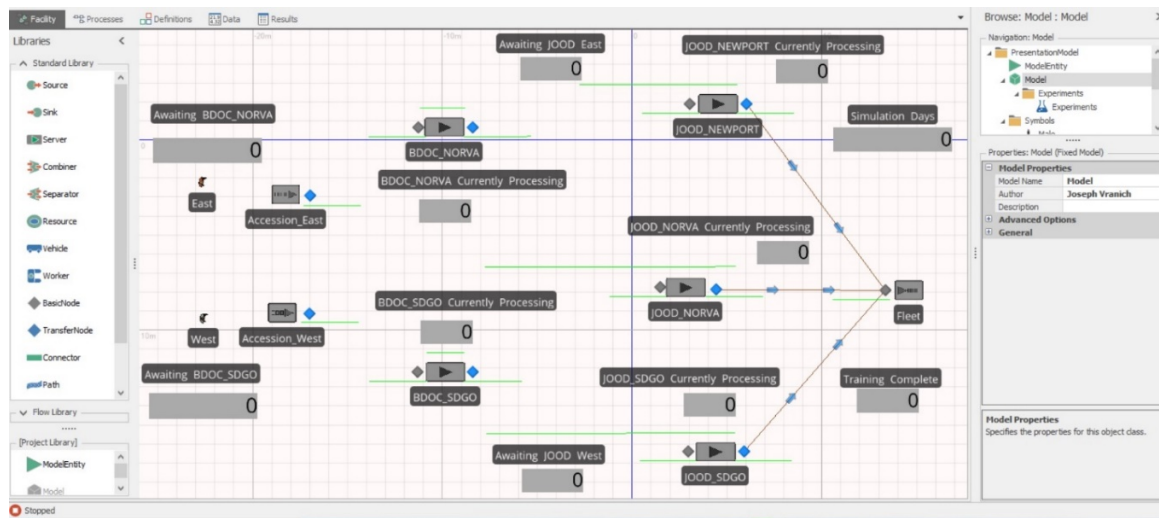 Facility
Processes
Definitions
Data
Results
Browse: Model : Model
Libraries
Standard Library
Source
Sink
Server
Combiner
Separator
Resource
Vehicle
Worker
BasicNode
TransferNode
Connector
Path
Flow Library
[Project Library]
ModelEntity
Model
Stopped
-20m
-10m
0
0
10m
Awaiting JOOD East
0
JOOD_NEWPORT Currently Processing
0
Awaiting BDOC_NORVA
0
BDOC_NORVA
JOOD_NEWPORT
Simulation Days
0
BDOC_NORVA Currently Processing
0
East
Accession_East
JOOD_NORVA Currently Processing
0
JOOD_NORVA
Fleet
BDOC_SDGO Currently Processing
0
West
Accession_West
Awaiting BDOC_SDGO
0
BDOC_SDGO
JOOD_SDGO Currently Processing
0
Training Complete
0
Awaiting JOOD West
0
JOOD_SDGO
Navigation: Model
PresentationModel
ModelEntity
Model
Experiments
Experiments
Symbols
Properties: Model (Fixed Model)
Model Properties
Model Name Model
Author Joseph Vranich
Description
Advanced Options
General
Model Properties
Specifies the properties for this object class.